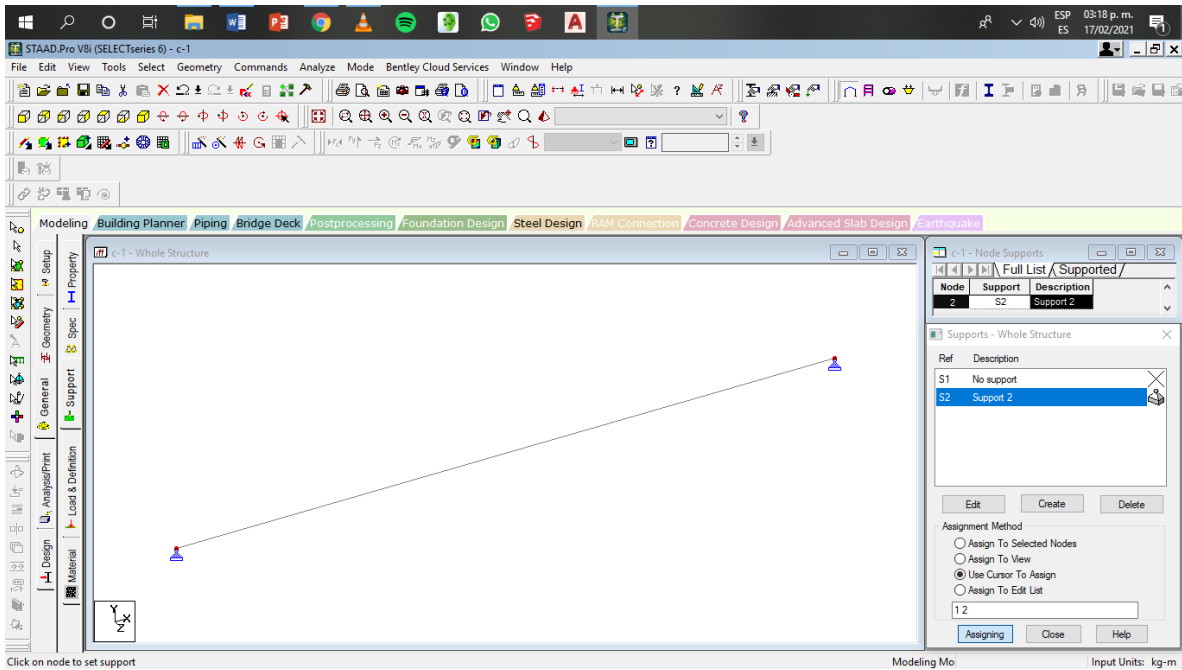 ESP 03:18 p. m.
ES 17/02/2021
STAAD.Pro V8i (SELECTseries 6) - c-1
File Edit View Tools Select Geometry Commands Analyze Mode Bentley Cloud Services Window Help
Modeling Building Planner Piping Bridge Deck Postprocessing Foundation Design Steel Design RAM Connection Concrete Design Advanced Slab Design Earthquake
Setup
Geometry
General
Analysis/Print
Design
Property
Spec
Support
Load & Definition
Material
c-1 - Whole Structure
Y
X
Z
c-1 - Node Supports
Full List Supported
Node Support Description
2 S2 Support 2
Supports - Whole Structure
Ref Description
S1 No support
S2 Support 2
Edit Create Delete
Assignment Method
Assign To Selected Nodes
Assign To View
Use Cursor To Assign
Assign To Edit List
1 2
Assigning Close Help
Click on node to set support
Modeling Mo
Input Units: kg-m